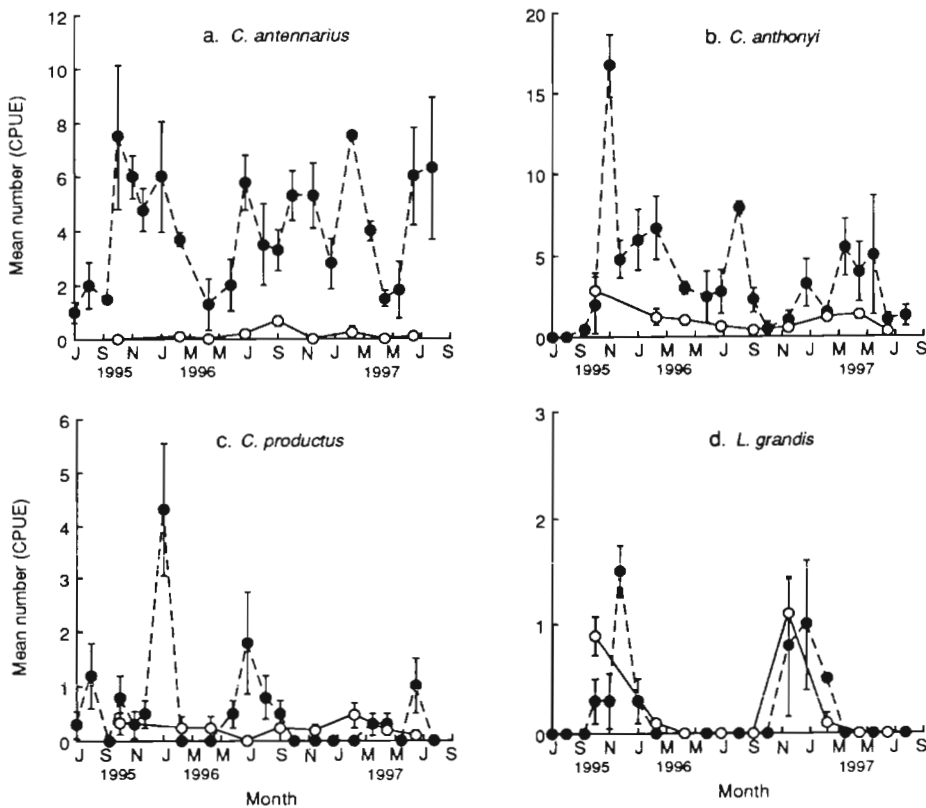 a. C. antennarius
Mean number (CPUE)
12
10
8
6
4
2
0
J S N J M M J S N J M M J S
1995 1996 1997
b. C. anthonyi
20
15
10
5
0
J S N J M M J S N J M M J S
1995 1996 1997
c. C. productus
Mean number (CPUE)
6
5
4
3
2
1
0
J S N J M M J S N J M M J S
1995 1996 1997
Month
d. L. grandis
3
2
1
0
J S N J M M J S N J M M J S
1995 1996 1997
Month